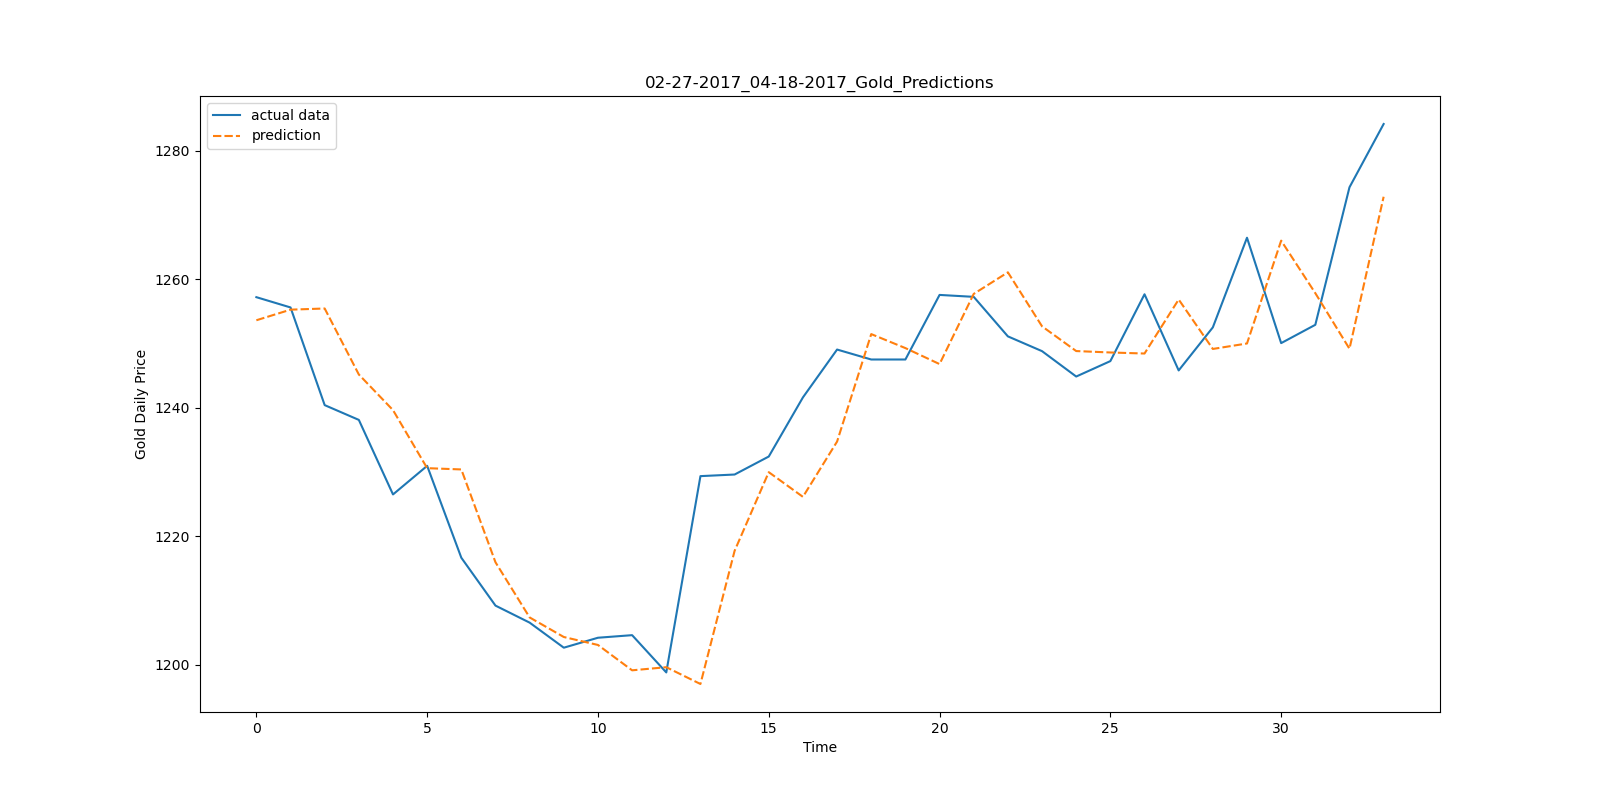 02-27-2017_04-18-2017_Gold_Predictions
actual data
prediction
1280
1260
1240
1220
1200
Gold Daily Price
0 5 10 15 20 25 30
Time